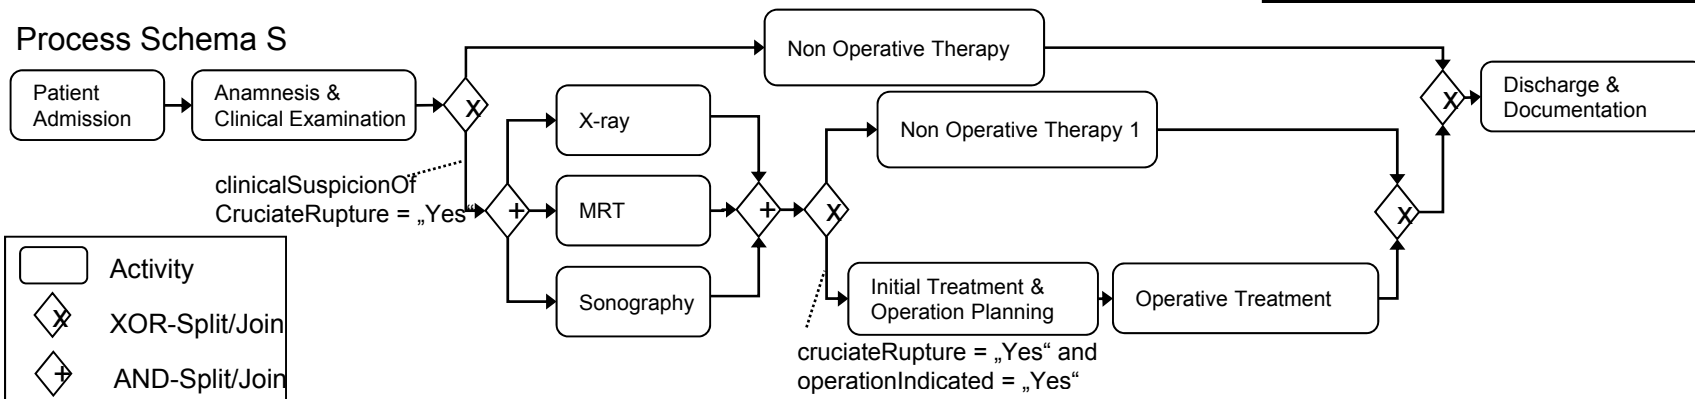 Process Schema S
Patient
Admission
Anamnesis &
Clinical Examination
x
Non Operative Therapy
clinicalSuspicionOf
CruciateRupture = „Yes“
+
X-ray
MRT
Sonography
+
x
Non Operative Therapy 1
Initial Treatment &
Operation Planning
Operative Treatment
cruciateRupture = „Yes“ and
operationIndicated = „Yes“
x
x
Discharge &
Documentation
Activity
x
XOR-Split/Join
+
AND-Split/Join